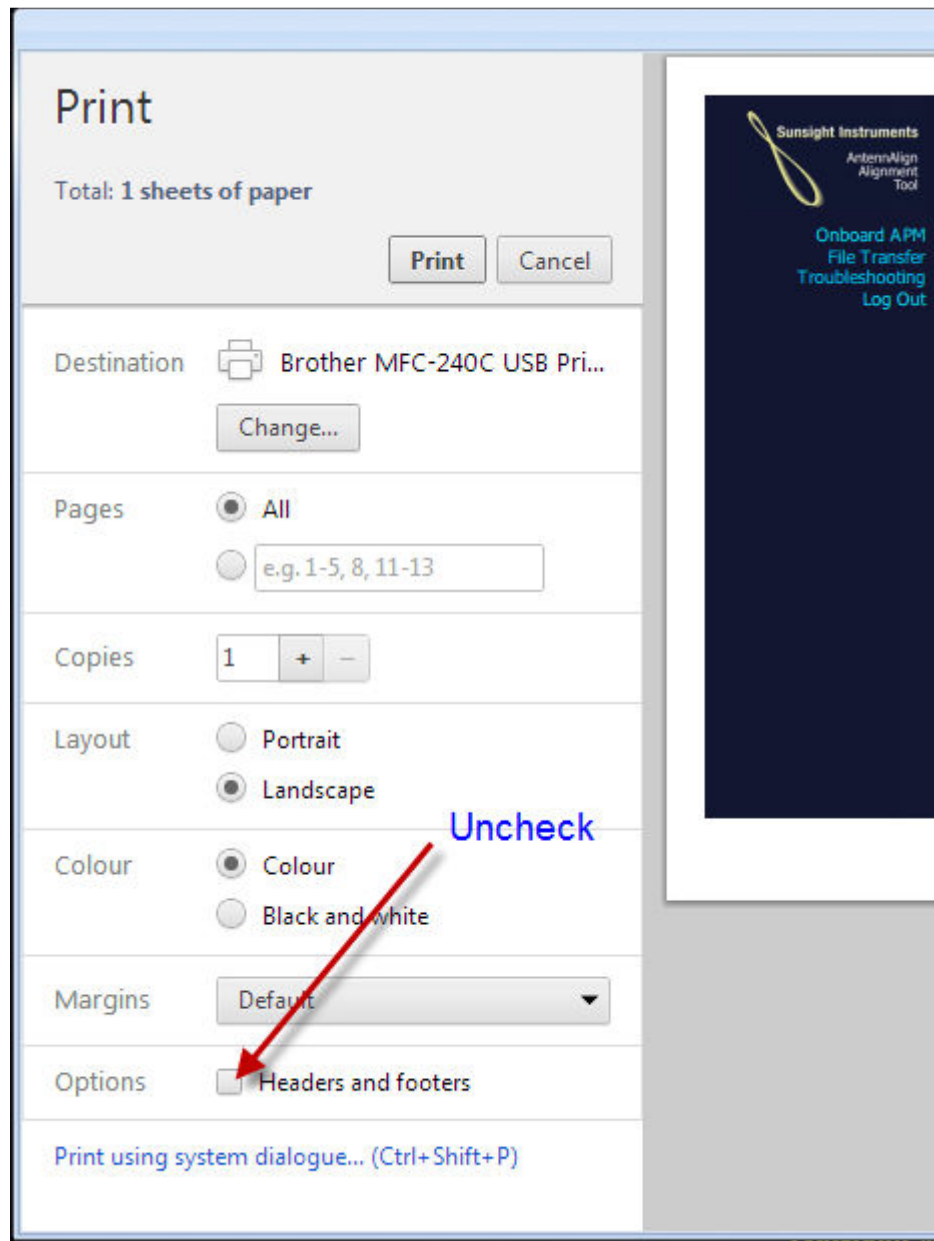 Print
Total: 1 sheets of paper
Print Cancel
Destination Brother MFC-240C USB Pri...
Change...
Pages All
e.g. 1-5, 8, 11-13
Copies 1 + −
Layout Portrait
Landscape
Uncheck
Colour Colour
Black and white
Margins Default
Options Headers and footers
Print using system dialogue... (Ctrl+Shift+P)
Sunsight Instruments
AntennAlign
Alignment
Tool
Onboard APM
File Transfer
Troubleshooting
Log Out